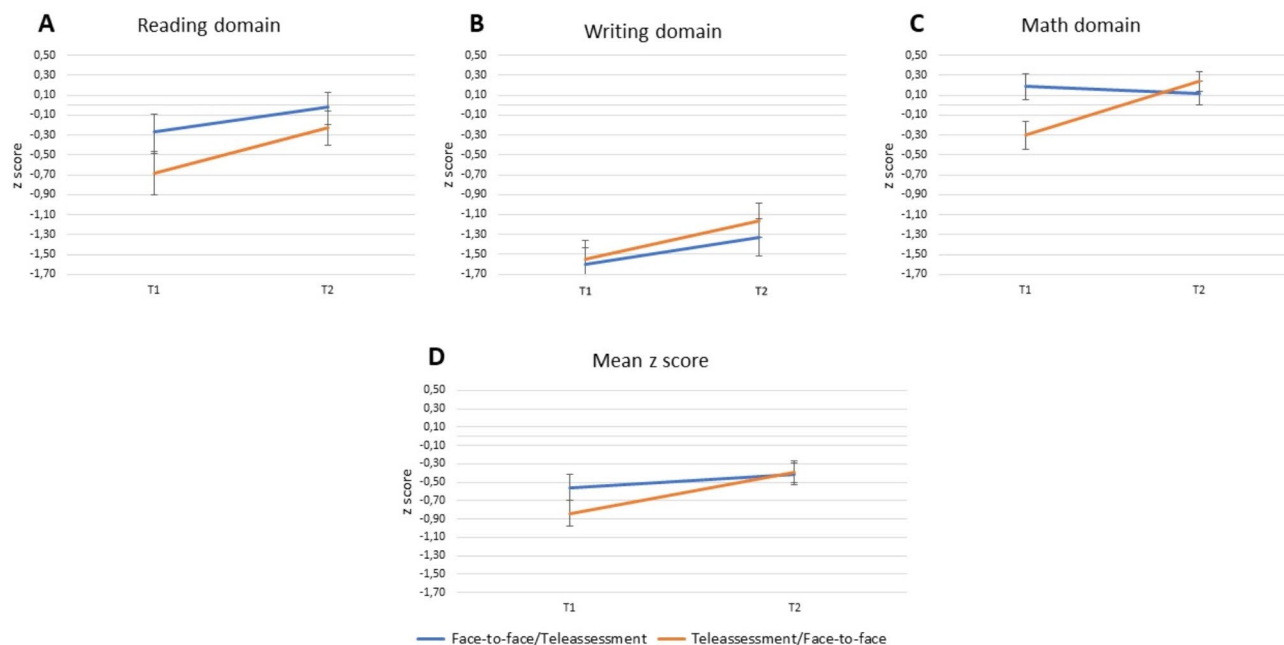 A
Reading domain
0,50
0,30
0,10
-0,10
-0,30
-0,50
-0,70
-0,90
-1,10
-1,30
-1,50
-1,70
z score
T1
T2
B
Writing domain
0,50
0,30
0,10
-0,10
-0,30
-0,50
-0,70
-0,90
-1,10
-1,30
-1,50
-1,70
z score
T1
T2
C
Math domain
0,50
0,30
0,10
-0,10
-0,30
-0,50
-0,70
-0,90
-1,10
-1,30
-1,50
-1,70
z score
T1
T2
D
Mean z score
0,50
0,30
0,10
-0,10
-0,30
-0,50
-0,70
-0,90
-1,10
-1,30
-1,50
-1,70
z score
T1
T2
Face-to-face/Teleassessment
Teleassessment/Face-to-face